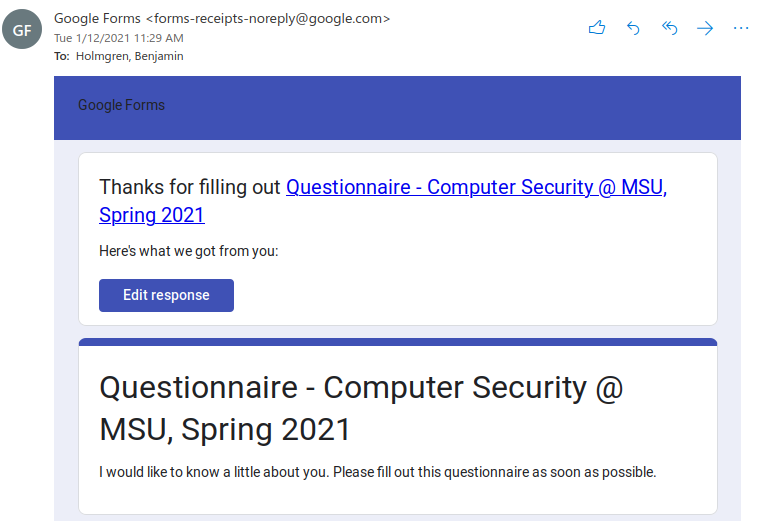 GF
Google Forms <forms-receipts-noreply@google.com>
Tue 1/12/2021 11:29 AM
To: Holmgren, Benjamin
Google Forms
Thanks for filling out Questionnaire - Computer Security @ MSU,
Spring 2021
Here's what we got from you:
Edit response
Questionnaire - Computer Security @
MSU, Spring 2021
I would like to know a little about you. Please fill out this questionnaire as soon as possible.